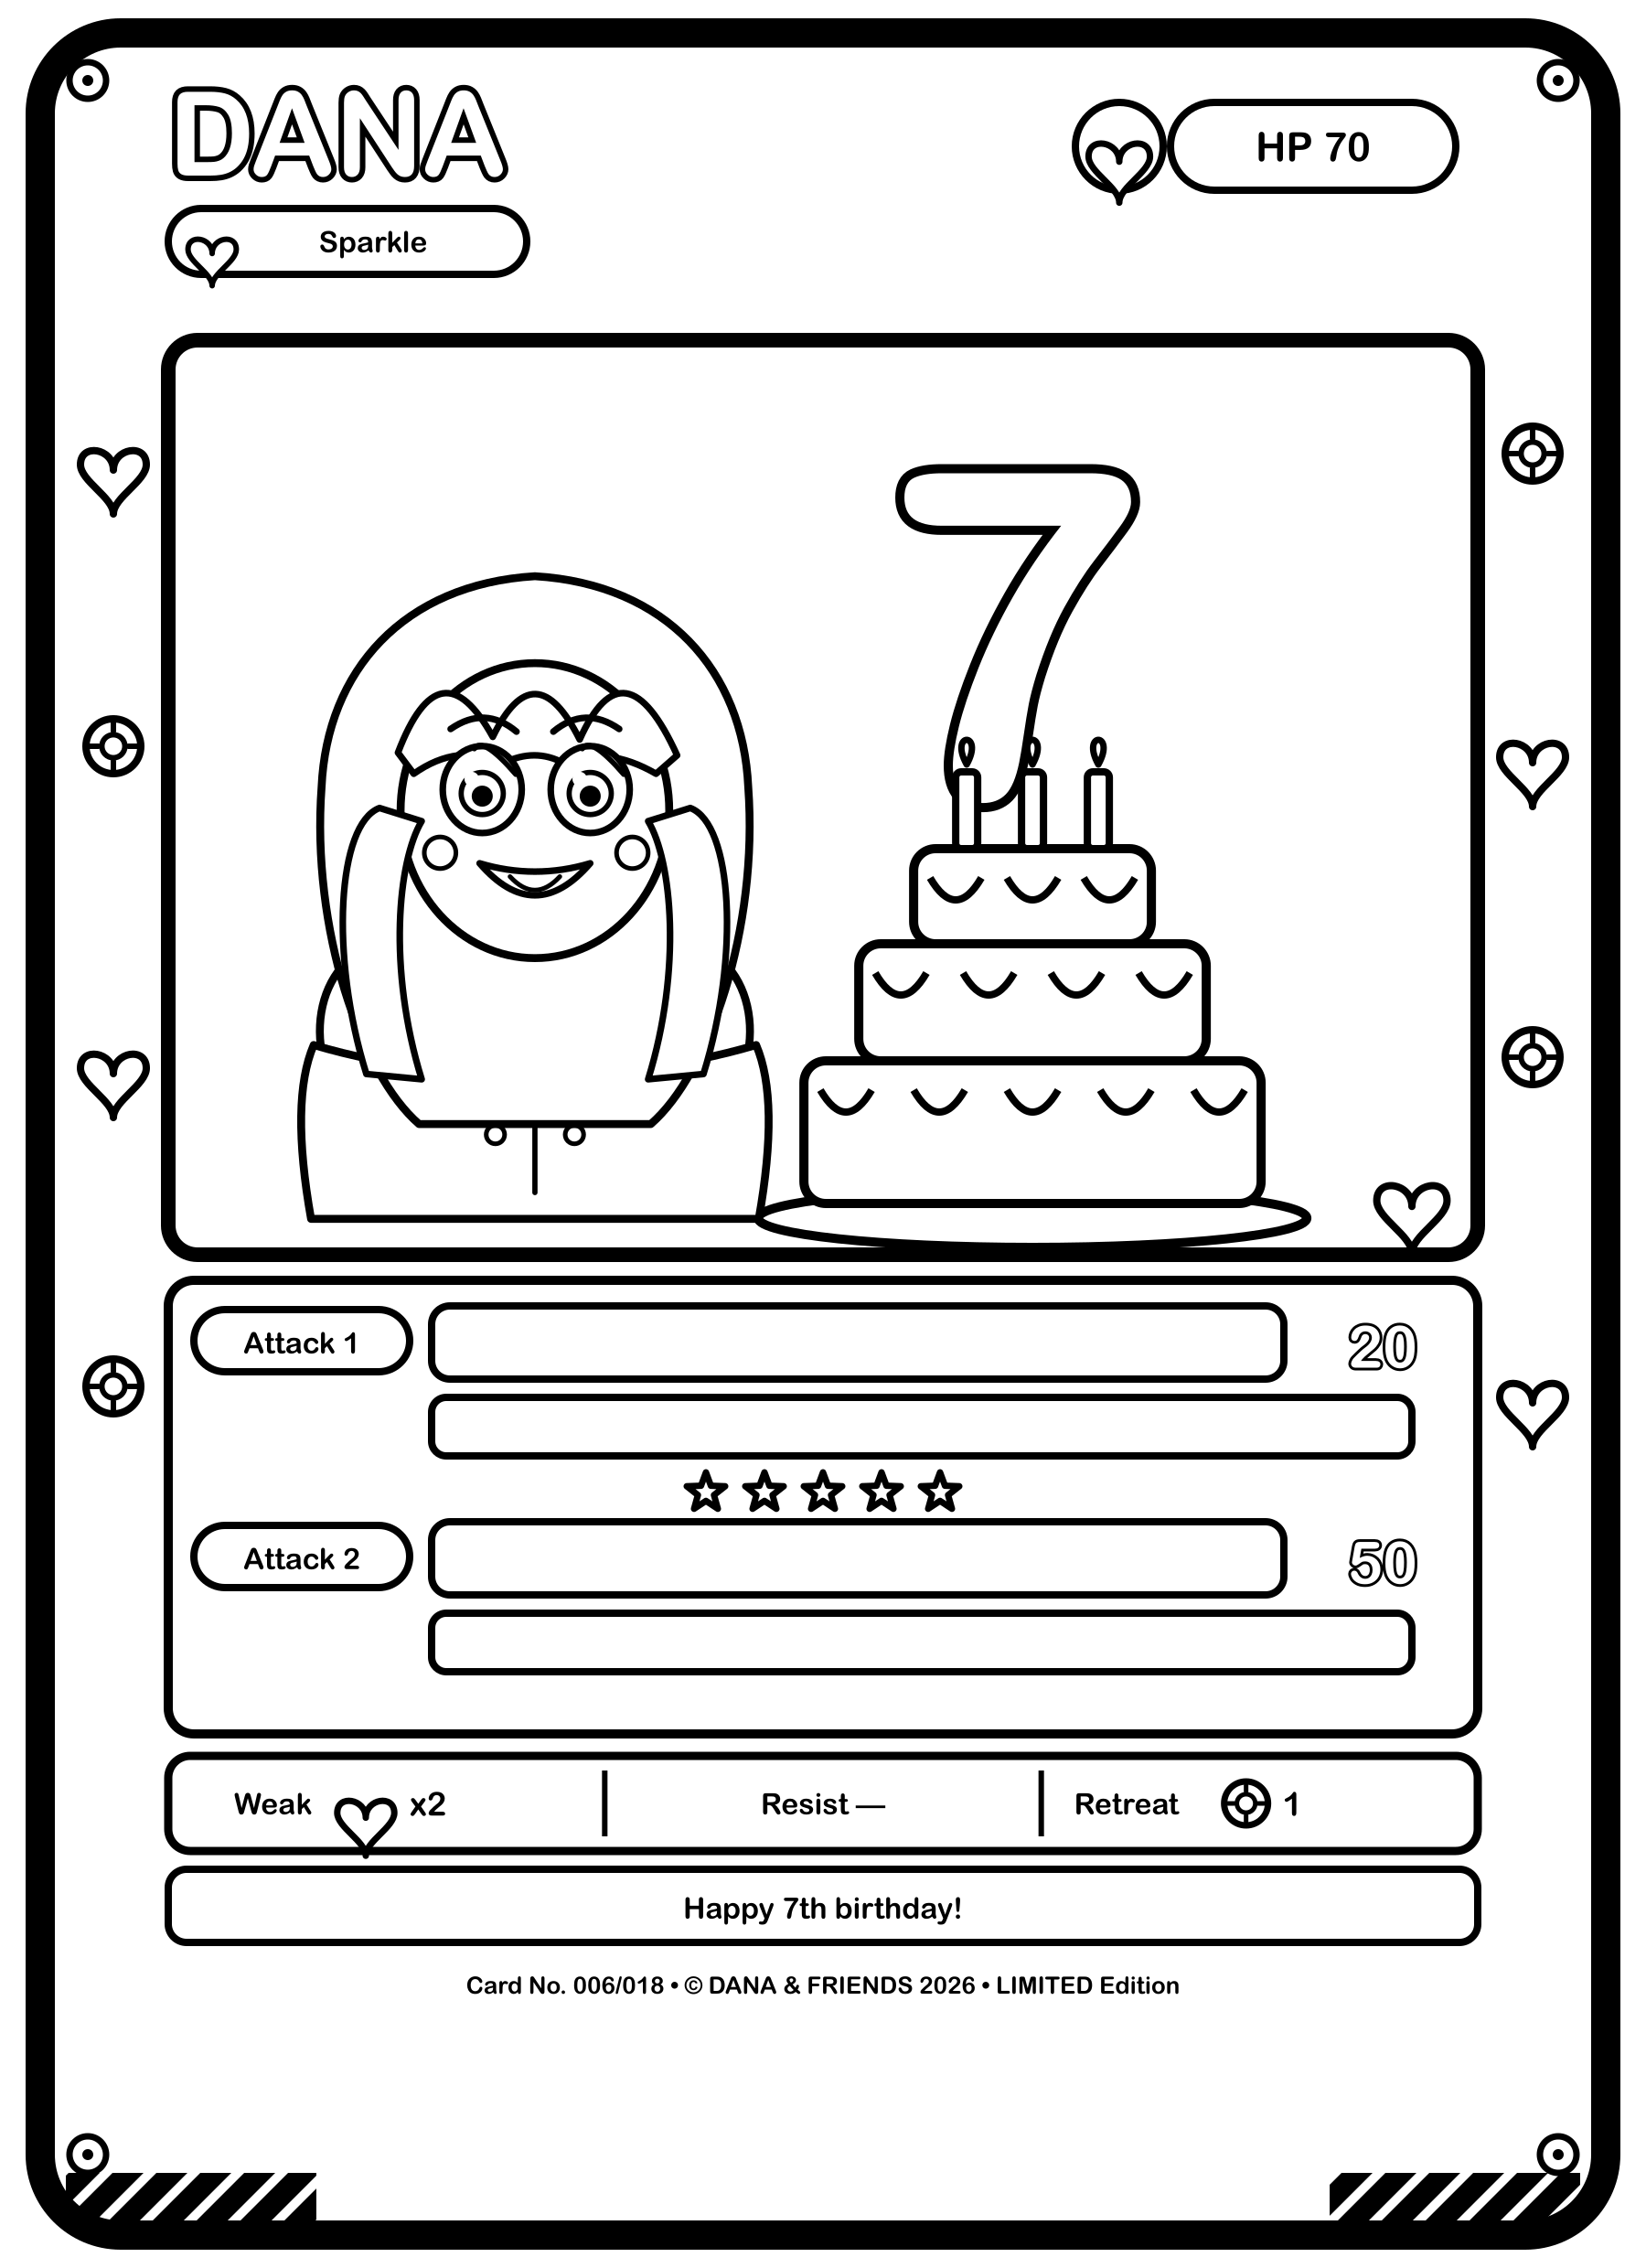 DANA
HP 70
Sparkle
7
Attack 1
20
Attack 2
50
Weak x2
Resist —
Retreat 1
Happy 7th birthday!
Card No. 006/018 • © DANA & FRIENDS 2026 • LIMITED Edition